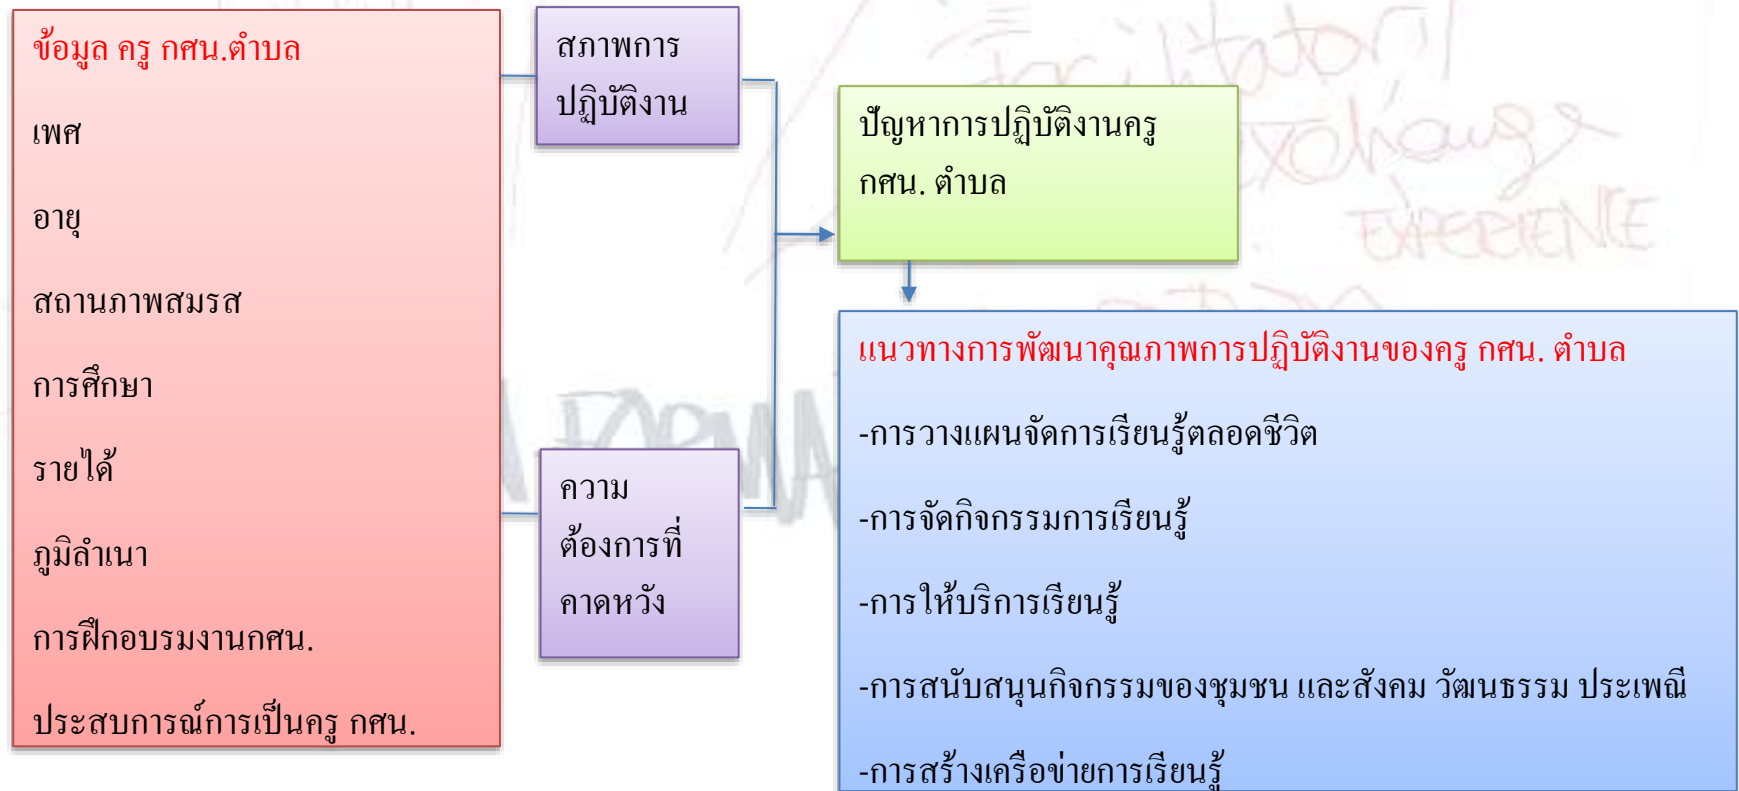 ข้อมูล ครู กศน.ตำบล
เพศ
อายุ
สถานภาพสมรส
การศึกษา
รายได้
ภูมิลำเนา
การฝึกอบรมงานกศน.
ประสบการณ์การเป็นครู กศน.
สภาพการ
ปฏิบัติงาน
ความ
ต้องการที่
คาดหวัง
ปัญหาการปฏิบัติงานครู
กศน. ตำบล
แนวทางการพัฒนาคุณภาพการปฏิบัติงานของครู กศน. ตำบล
-การวางแผนจัดการเรียนรู้ตลอดชีวิต
-การจัดกิจกรรมการเรียนรู้
-การให้บริการเรียนรู้
-การสนับสนุนกิจกรรมของชุมชน และสังคม วัฒนธรรม ประเพณี
-การสร้างเครือข่ายการเรียนรู้
EXPERIENCE